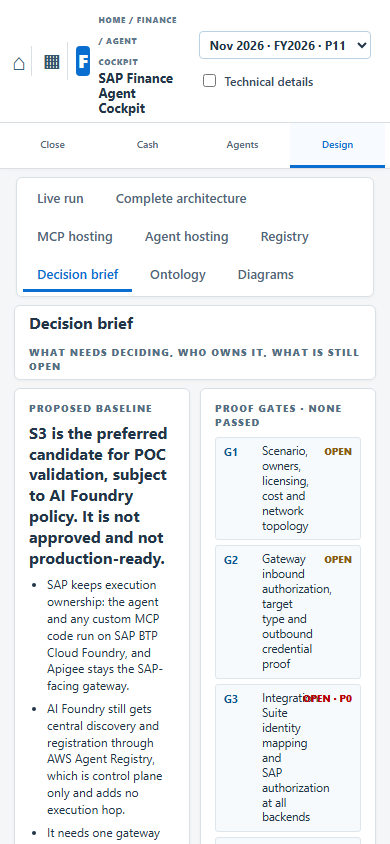 HOME / FINANCE
/ AGENT
COCKPIT
F
SAP Finance
Agent
Cockpit
Nov 2026 · FY2026 · P11
Technical details
Close
Cash
Agents
Design
Live run
Complete architecture
MCP hosting
Agent hosting
Registry
Decision brief
Ontology
Diagrams
Decision brief
WHAT NEEDS DECIDING, WHO OWNS IT, WHAT IS STILL
OPEN
PROPOSED BASELINE
S3 is the preferred
candidate for POC
validation, subject
to AI Foundry
policy. It is not
approved and not
production-ready.
• SAP keeps execution
ownership: the agent
and any custom MCP
code run on SAP BTP
Cloud Foundry, and
Apigee stays the SAP-
facing gateway.
• AI Foundry still gets
central discovery and
registration through
AWS Agent Registry,
which is control plane
only and adds no
execution hop.
• It needs one gateway
PROOF GATES · NONE
PASSED
G1
Scenario,
owners,
licensing,
cost and
network
topology
OPEN
G2
Gateway
inbound
authorization,
target
type and
outbound
credential
proof
OPEN
G3
Integration
Suite
identity
mapping
and
SAP
authorization
at all
backends
OPEN · P0